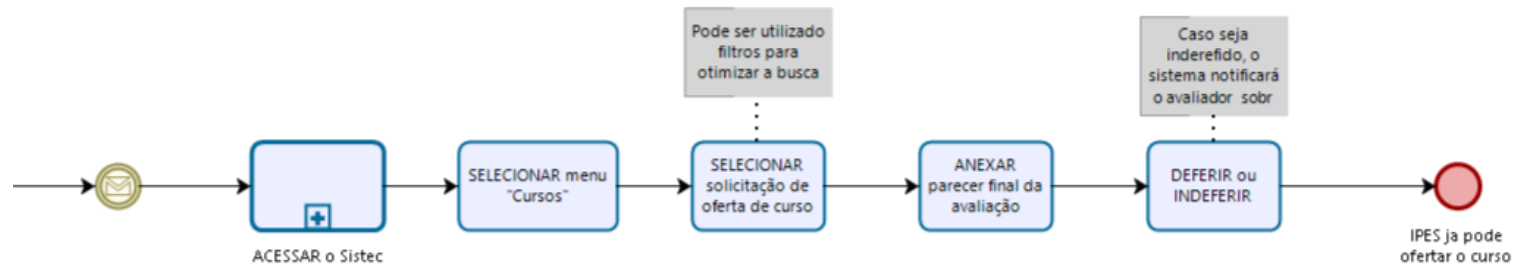 Pode ser utilizado
filtros para
otimizar a busca
Caso seja
inderefido, o
sistema notificará
o avaliador sobr
ACESSAR o Sistec
SELECIONAR menu
"Cursos"
SELECIONAR
solicitação de
oferta de curso
ANEXAR
parecer final da
avaliação
DEFERIR ou
INDEFERIR
IPES ja pode
ofertar o curso